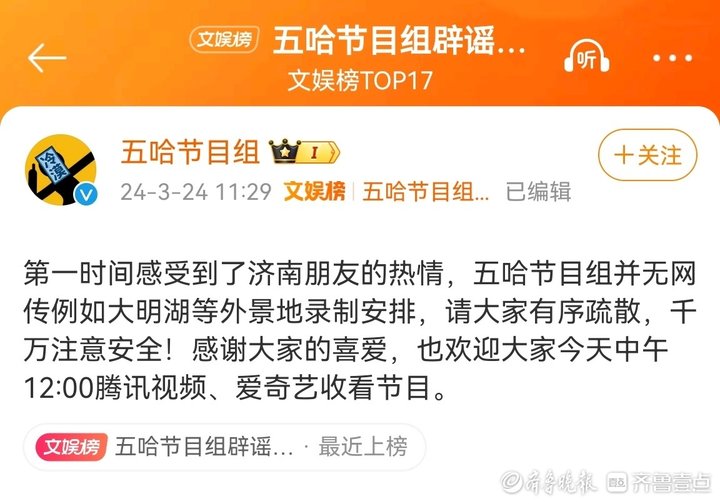 文娱榜 五哈节目组辟谣... 听
文娱榜TOP17
五哈节目组 I +关注
24-3-24 11:29 文娱榜 五哈节目组... 已编辑
第一时间感受到了济南朋友的热情，五哈节目组并无网
传例如大明湖等外景地录制安排，请大家有序疏散，千
万注意安全！感谢大家的喜爱，也欢迎大家今天中午
12:00腾讯视频、爱奇艺收看节目。
文娱榜 五哈节目组辟谣... · 最近上榜
齐鲁晚报 齐鲁壹点